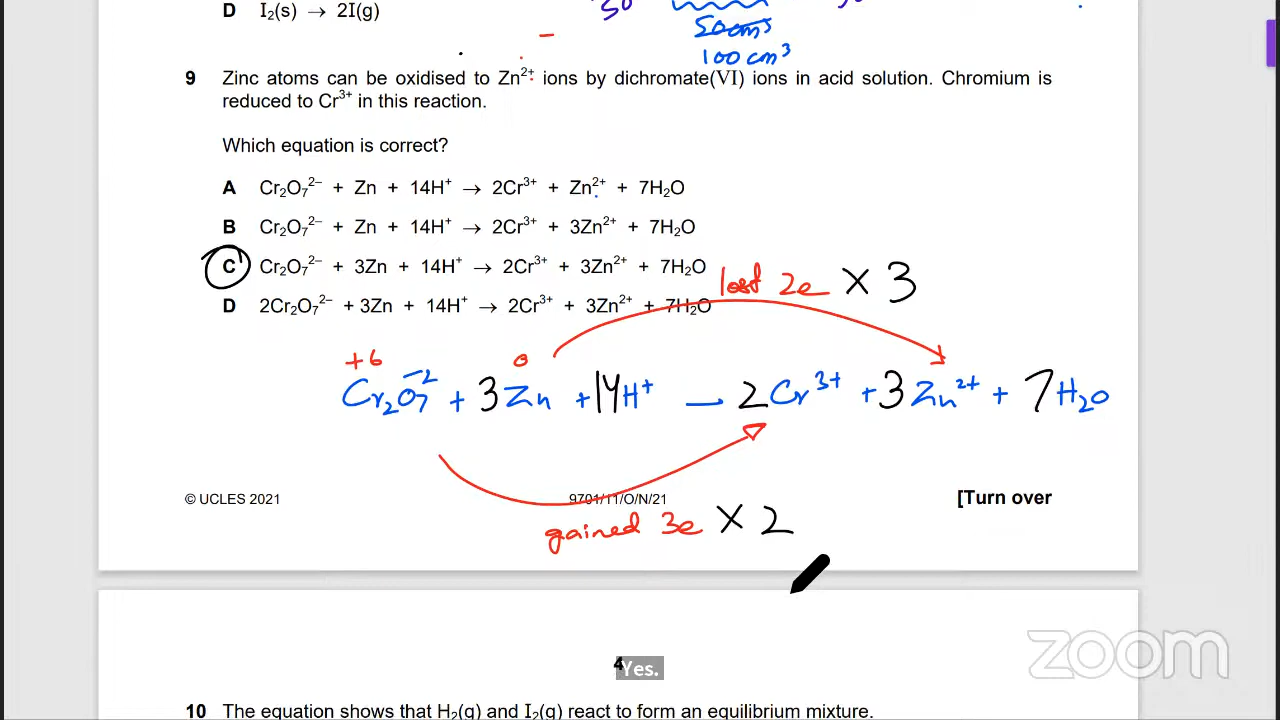 D I₂(s) → 2I(g)
50
50cm³
100 cm³
9 Zinc atoms can be oxidised to Zn²⁺ ions by dichromate(VI) ions in acid solution. Chromium is
reduced to Cr³⁺ in this reaction.
Which equation is correct?
A Cr₂O₇²⁻ + Zn + 14H⁺ → 2Cr³⁺ + Zn²⁺ + 7H₂O
B Cr₂O₇²⁻ + Zn + 14H⁺ → 2Cr³⁺ + 3Zn²⁺ + 7H₂O
C Cr₂O₇²⁻ + 3Zn + 14H⁺ → 2Cr³⁺ + 3Zn²⁺ + 7H₂O
lost 2e × 3
D 2Cr₂O₇²⁻ + 3Zn + 14H⁺ → 2Cr³⁺ + 3Zn²⁺ + 7H₂O
+6 0
Cr₂O₇⁻² + 3Zn + 14H⁺ — 2Cr³⁺ + 3Zn²⁺ + 7H₂O
© UCLES 2021 9701/11/O/N/21 [Turn over
gained 3e × 2
zoom
4
Yes.
10 The equation shows that H₂(g) and I₂(g) react to form an equilibrium mixture.